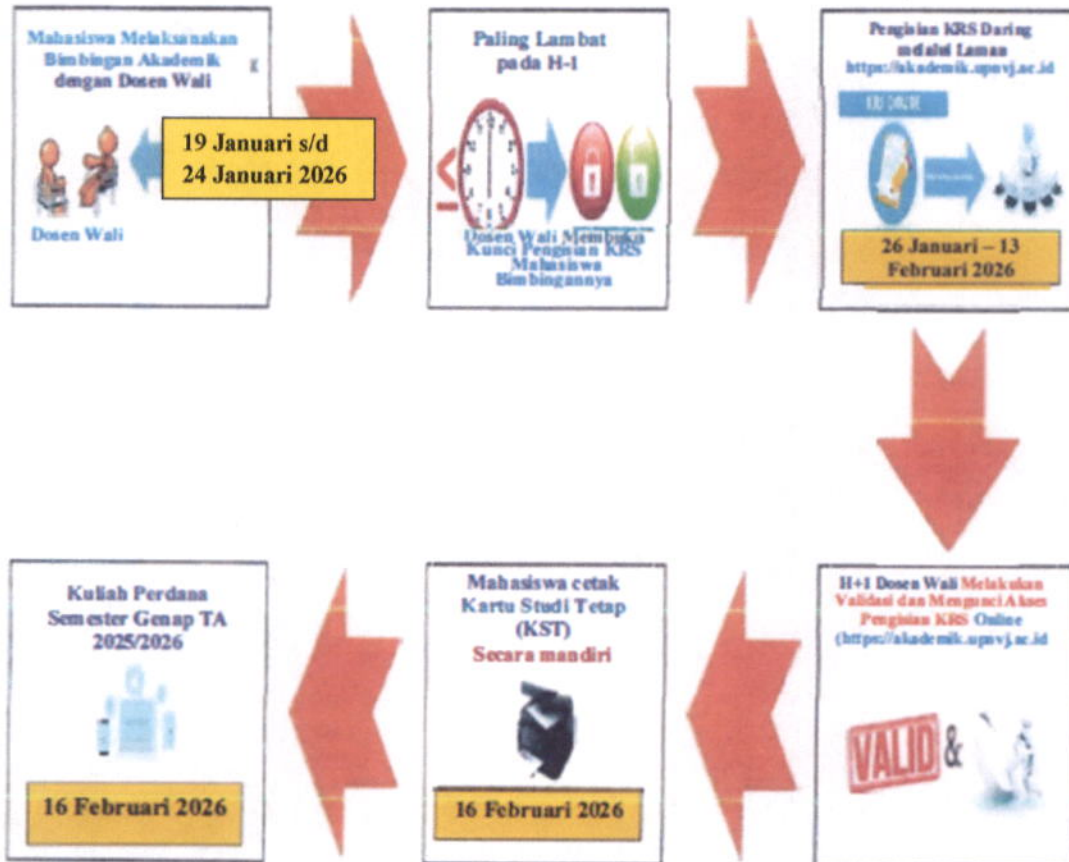 Mahasiswa Melaksanakan
Bimbingan Akademik
dengan Dosen Wali
19 Januari s/d
24 Januari 2026
Dosen Wali
Paling Lambat
pada H-1
Dosen Wali Membuka
Kunci Pengisian KRS
Mahasiswa
Bimbingannya
Pengisian KRS Daring
melalui Laman
https://akademik.upnvj.ac.id
26 Januari – 13
Februari 2026
H+1 Dosen Wali Melakukan
Validasi dan Mengunci Akses
Pengisian KRS Online
(https://akademik.upnvj.ac.id
VALID &
Mahasiswa cetak
Kartu Studi Tetap
(KST)
Secara mandiri
16 Februari 2026
Kuliah Perdana
Semester Genap TA
2025/2026
16 Februari 2026